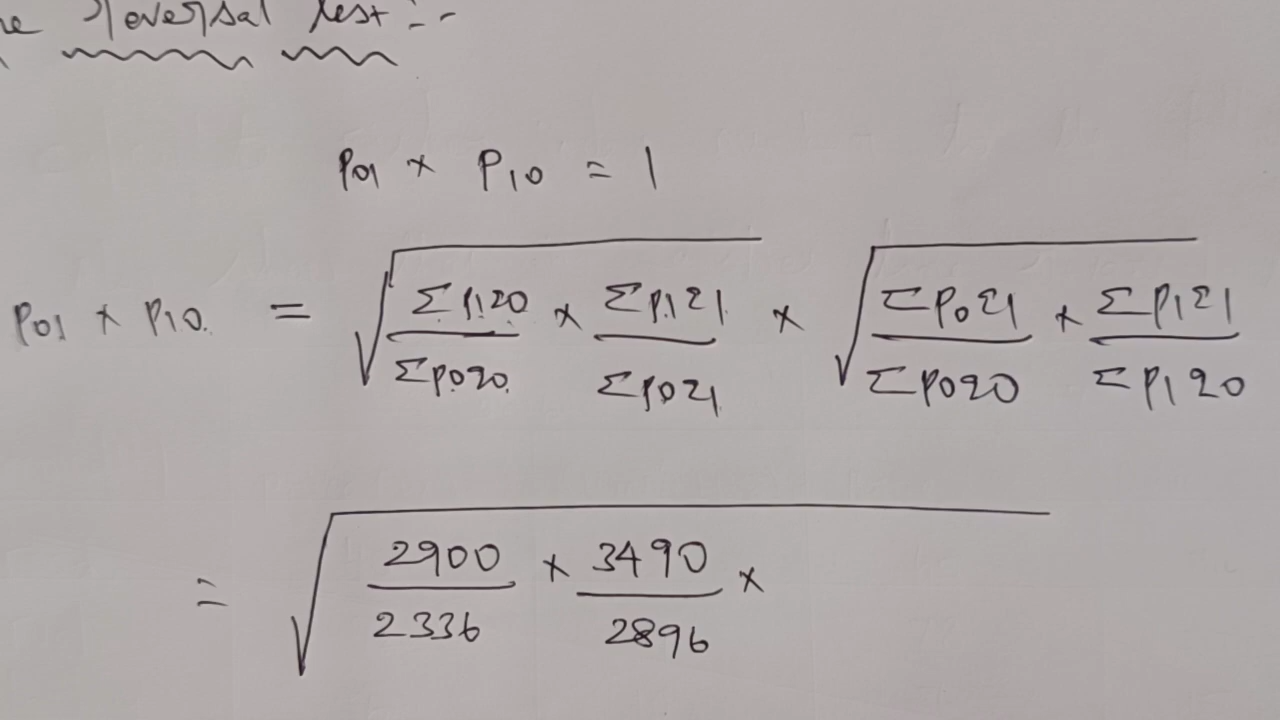 Reversal test :-
P01 × P10 = 1
P01 × P10 = √(Σp1q0/Σp0q0 × Σp1q1/Σp0q1) × √(Σp0q1/Σp0q0 × Σp1q1/Σp1q0)
= √(2900/2336 × 3490/2896 ×